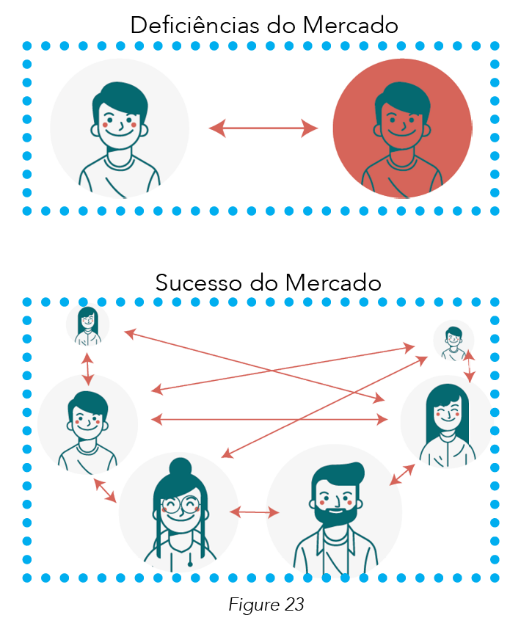 Deficiências do Mercado
Sucesso do Mercado
Figure 23